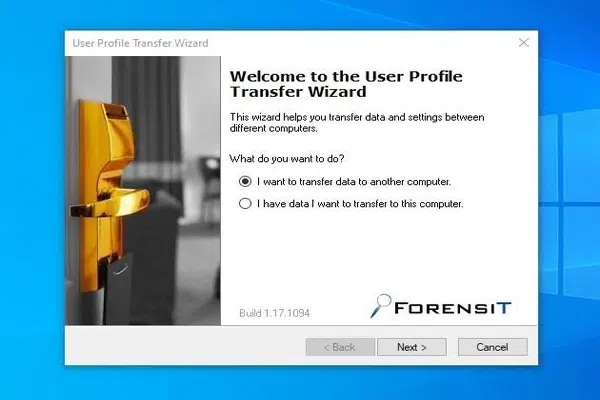 User Profile Transfer Wizard
Welcome to the User Profile
Transfer Wizard
This wizard helps you transfer data and settings between
different computers.
What do you want to do?
I want to transfer data to another computer.
I have data I want to transfer to this computer.
Build 1.17.1094
ForensiT
< Back
Next >
Cancel